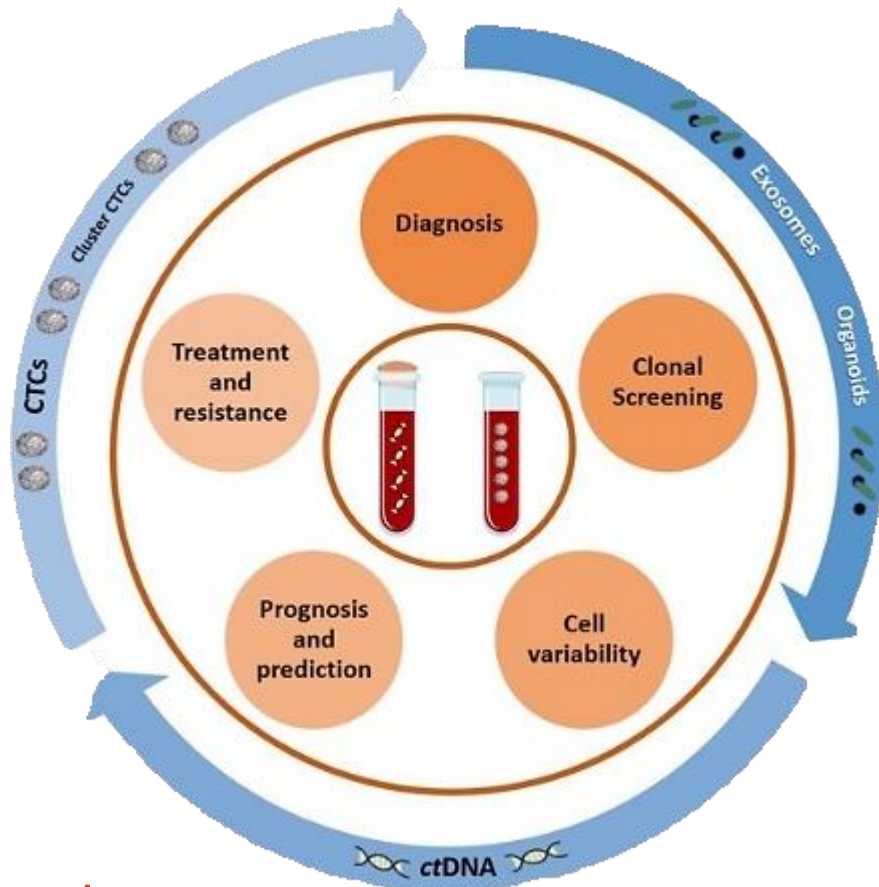 Cluster CTCs
CTCs
Exosomes
Organoids
Diagnosis
Treatment
and
resistance
Clonal
Screening
Prognosis
and
prediction
Cell
variability
ctDNA